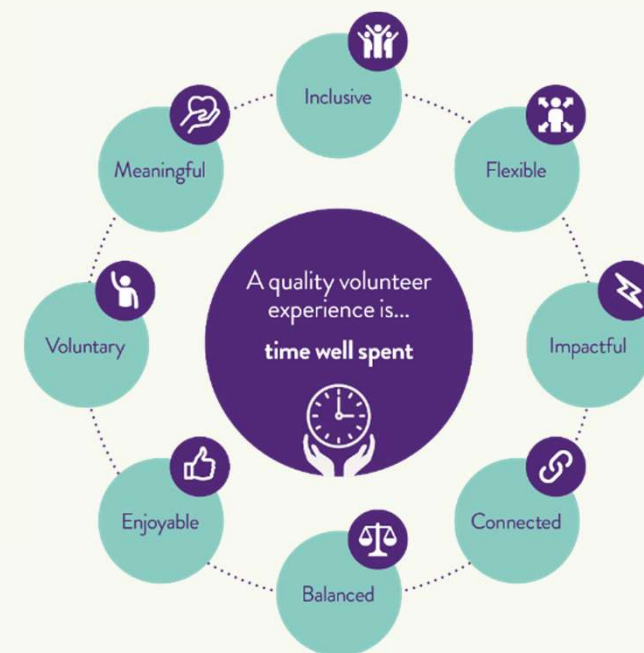 Inclusive
Meaningful
Flexible
A quality volunteer
experience is...
time well spent
Voluntary
Impactful
Enjoyable
Connected
Balanced